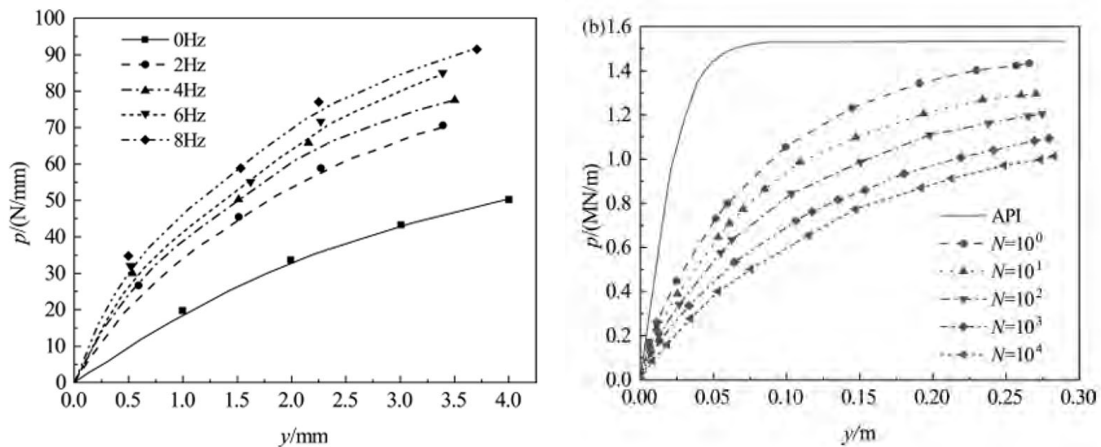 100
90
80
70
60
50
40
30
20
10
0
p/(N/mm)
0Hz
2Hz
4Hz
6Hz
8Hz
0.0 0.5 1.0 1.5 2.0 2.5 3.0 3.5 4.0
y/mm
(b)
1.6
1.4
1.2
1.0
0.8
0.6
0.4
0.2
0.0
p/(MN/m)
API
N=10⁰
N=10¹
N=10²
N=10³
N=10⁴
0.00 0.05 0.10 0.15 0.20 0.25 0.30
y/m